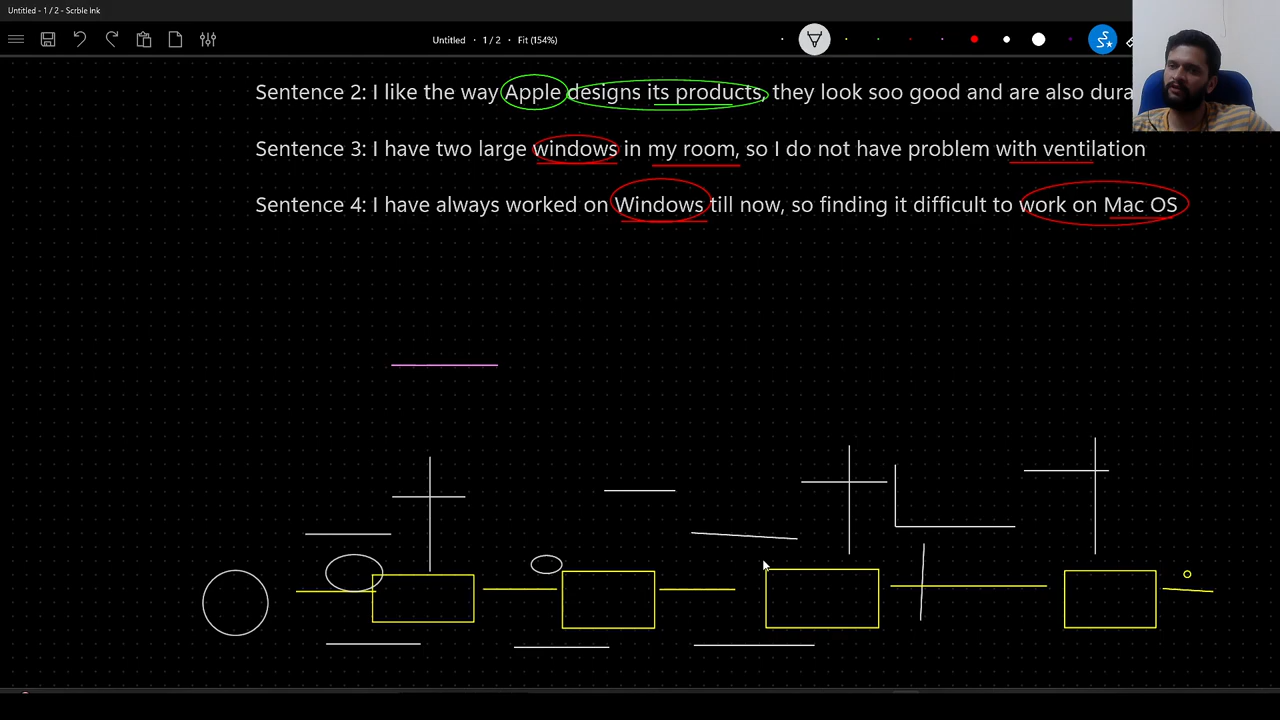 Untitled - 1 / 2 - Scrble Ink
Untitled • 1 / 2 • Fit (154%)
Sentence 2: I like the way Apple designs its products, they look soo good and are also dura
Sentence 3: I have two large windows in my room, so I do not have problem with ventilation
Sentence 4: I have always worked on Windows till now, so finding it difficult to work on Mac OS